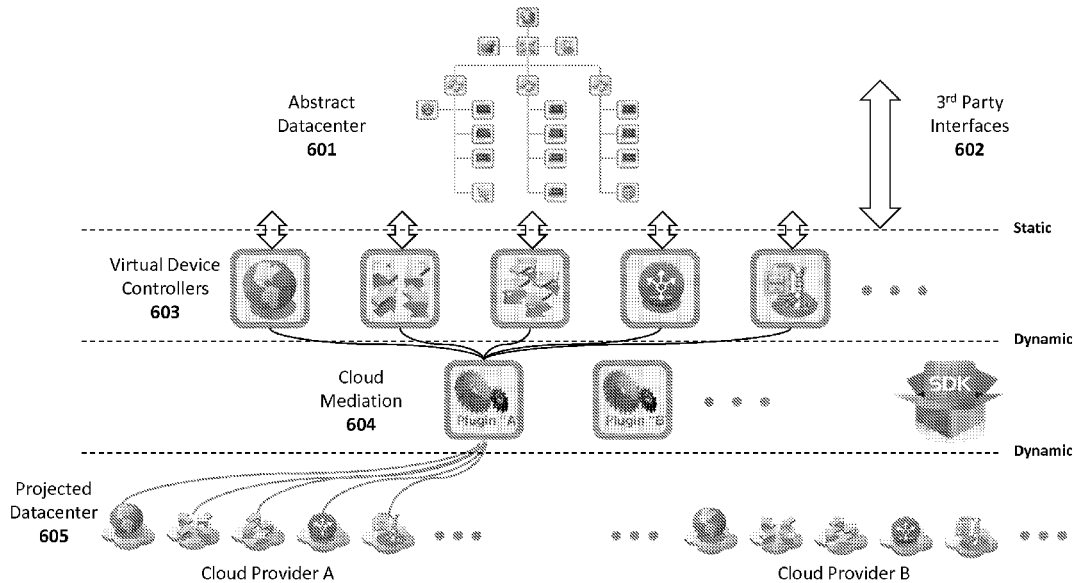 Abstract
Datacenter
601
3rd Party
Interfaces
602
Static
Virtual Device
Controllers
603
Dynamic
Cloud
Mediation
604
Plugin A
Plugin B
SDK
Dynamic
Projected
Datacenter
605
Cloud Provider A
Cloud Provider B